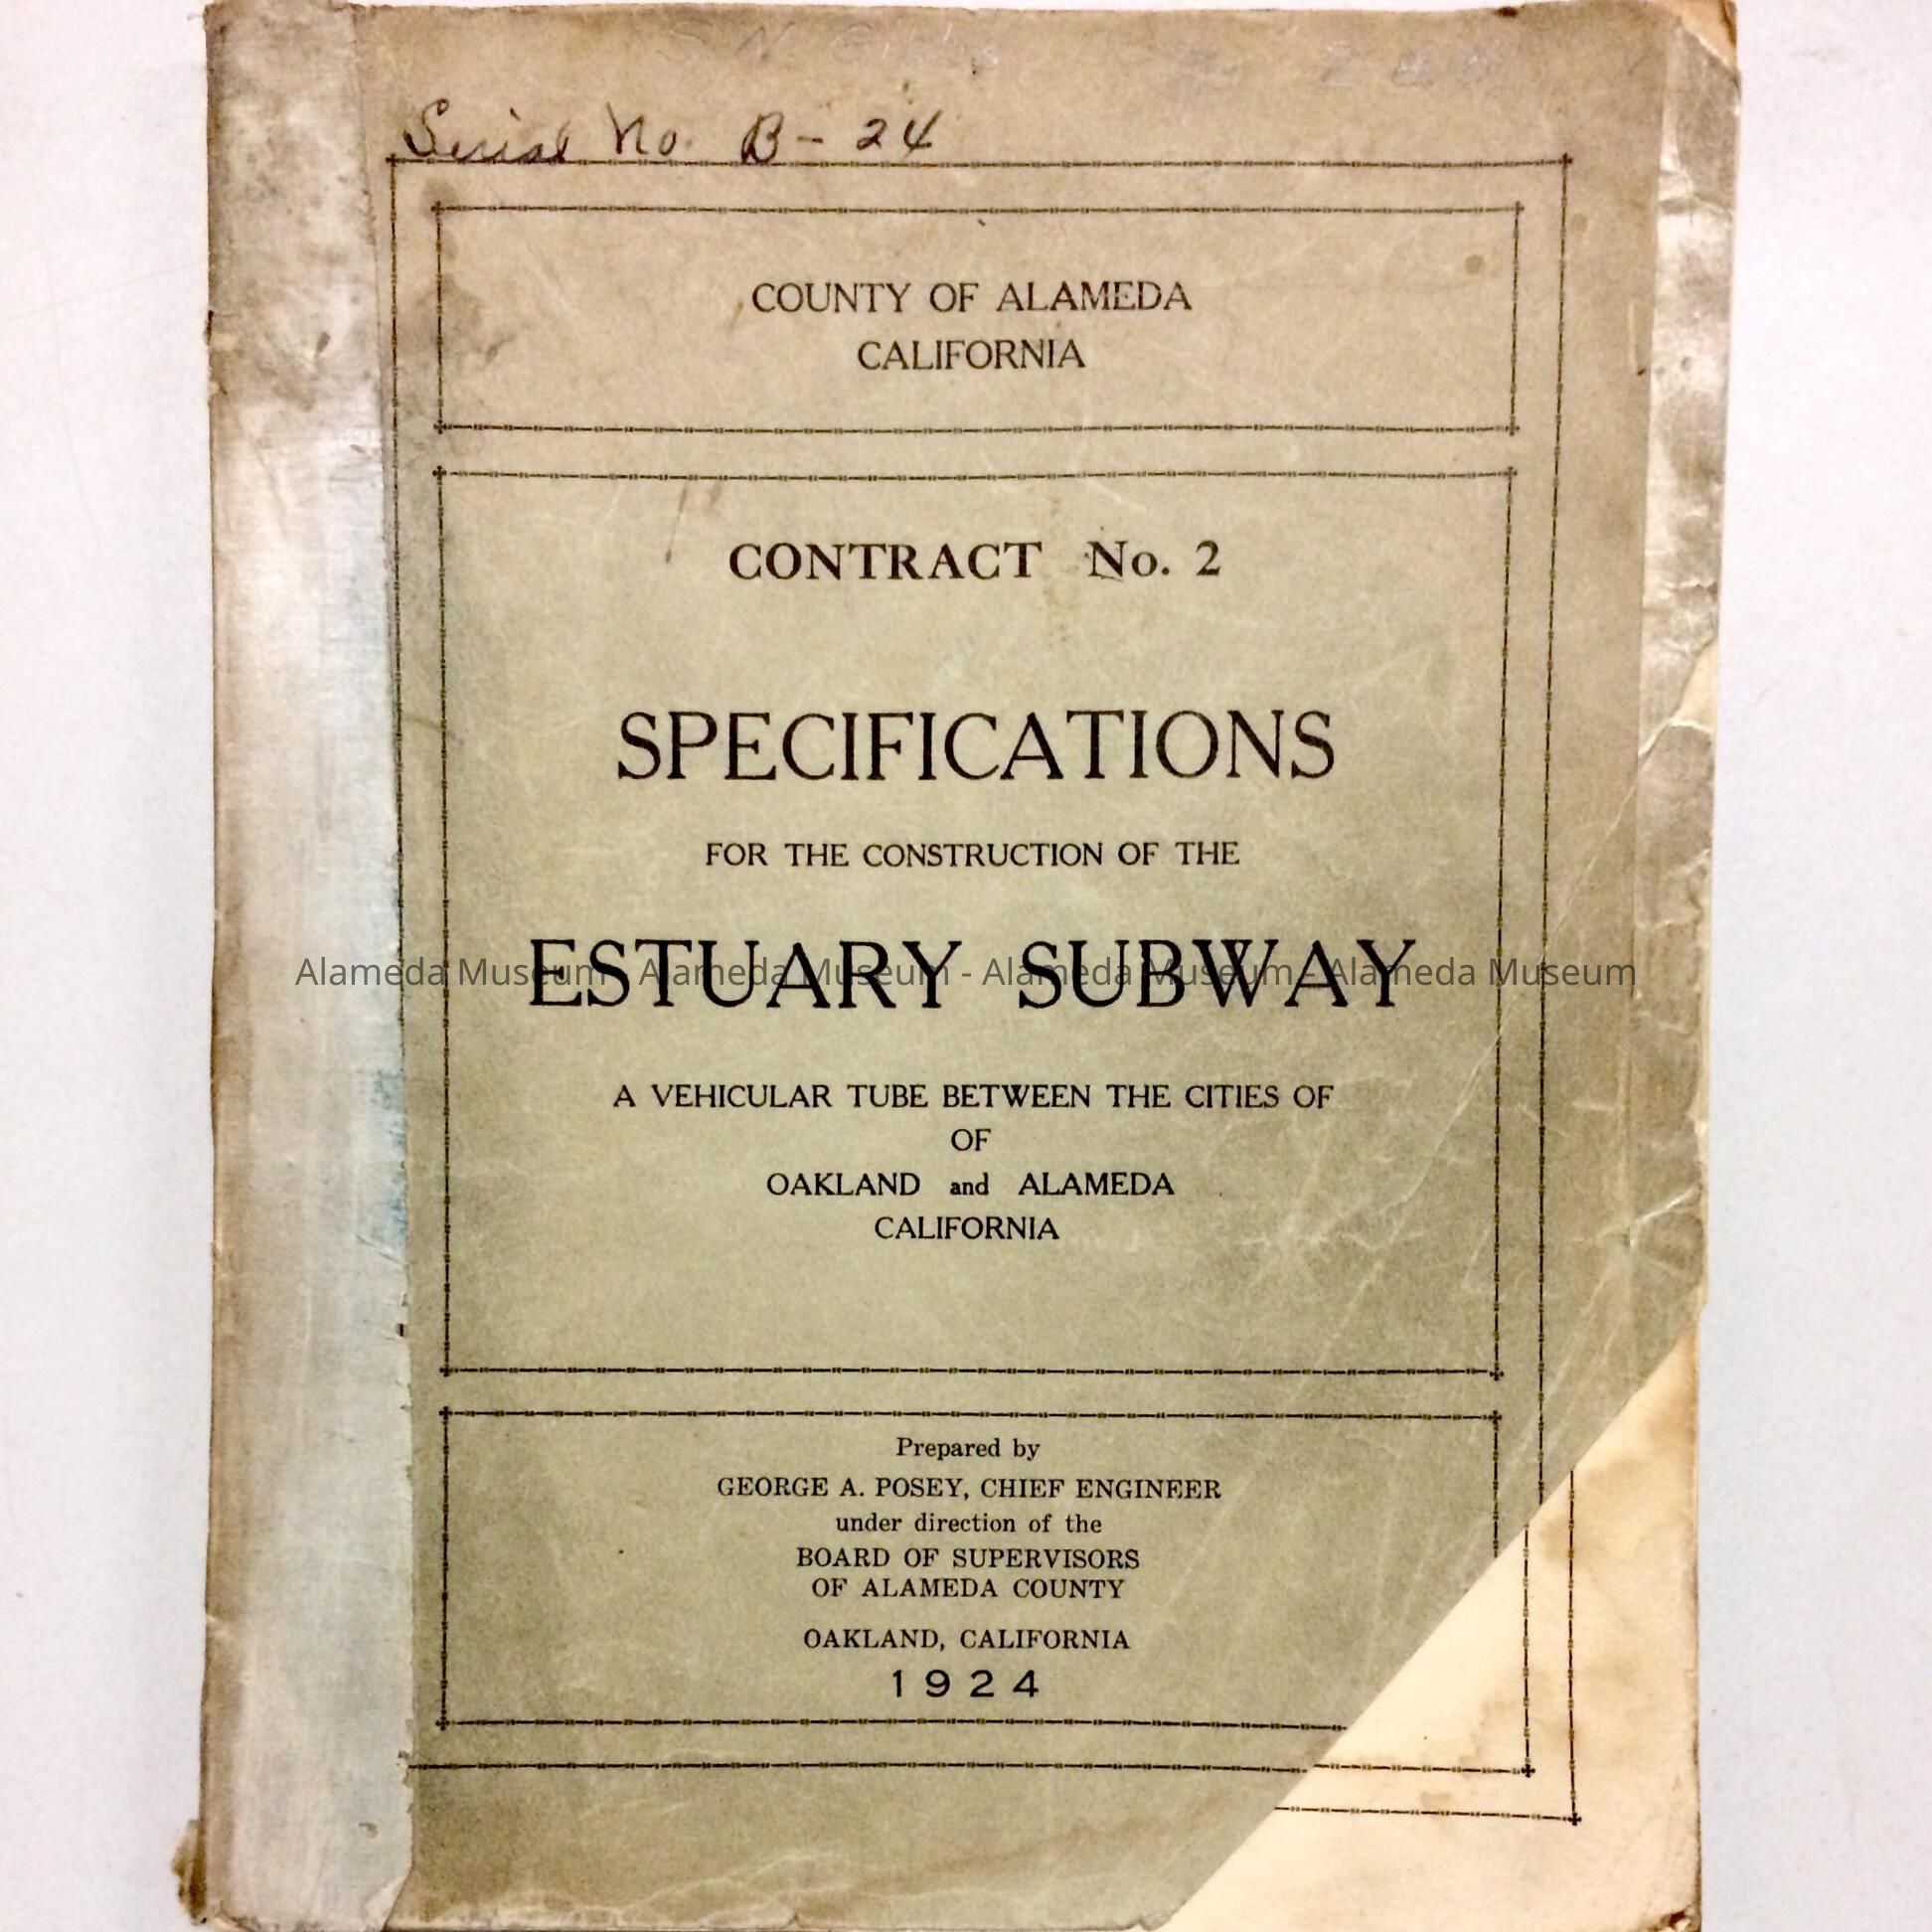 Serial No. B-24
COUNTY OF ALAMEDA
CALIFORNIA
CONTRACT No. 2
SPECIFICATIONS
FOR THE CONSTRUCTION OF THE
ESTUARY SUBWAY
Alameda Museum - Alameda Museum - Alameda Museum - Alameda Museum
A VEHICULAR TUBE BETWEEN THE CITIES OF
OF
OAKLAND and ALAMEDA
CALIFORNIA
Prepared by
GEORGE A. POSEY, CHIEF ENGINEER
under direction of the
BOARD OF SUPERVISORS
OF ALAMEDA COUNTY
OAKLAND, CALIFORNIA
1924